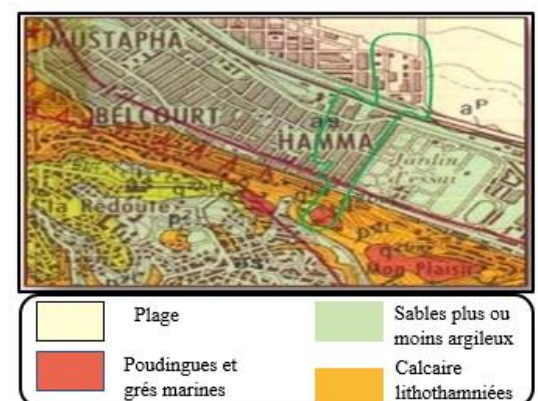 MUSTAPHA
BELCOURT
HAMMA
Jardin
d'essai
aP
la Redoute
Mon Plaisir
Plage
Sables plus ou
moins argileux
Poudingues et
grés marines
Calcaire
lithothamniées